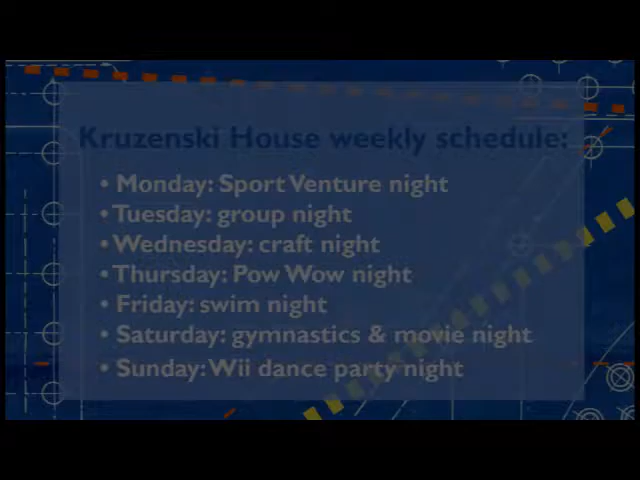 Kruzenski House weekly schedule:
• Monday: Sport Venture night
• Tuesday: group night
• Wednesday: craft night
• Thursday: Pow Wow night
• Friday: swim night
• Saturday: gymnastics & movie night
• Sunday: Wii dance party night